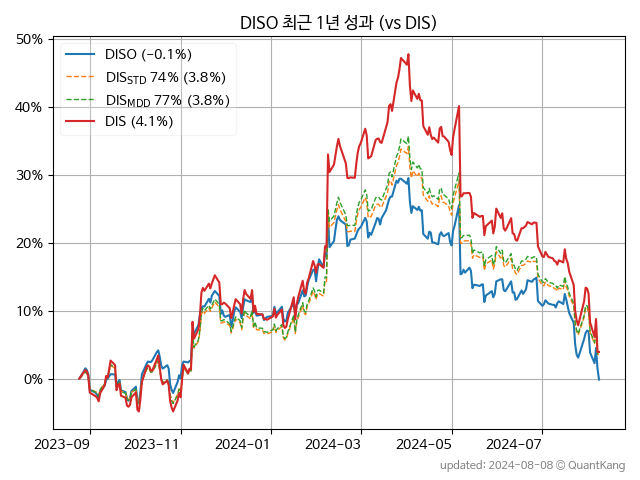 DISO 최근 1년 성과 (vs DIS)
DISO (-0.1%)
DIS_STD 74% (3.8%)
DIS_MDD 77% (3.8%)
DIS (4.1%)
50%
40%
30%
20%
10%
0%
2023-09 2023-11 2024-01 2024-03 2024-05 2024-07
updated: 2024-08-08 © QuantKang